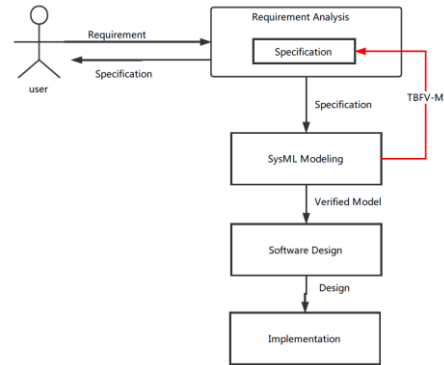 Requirement Analysis
Requirement
Specification
Specification
user
TBFV-M
Specification
SysML Modeling
Verified Model
Software Design
Design
Implementation